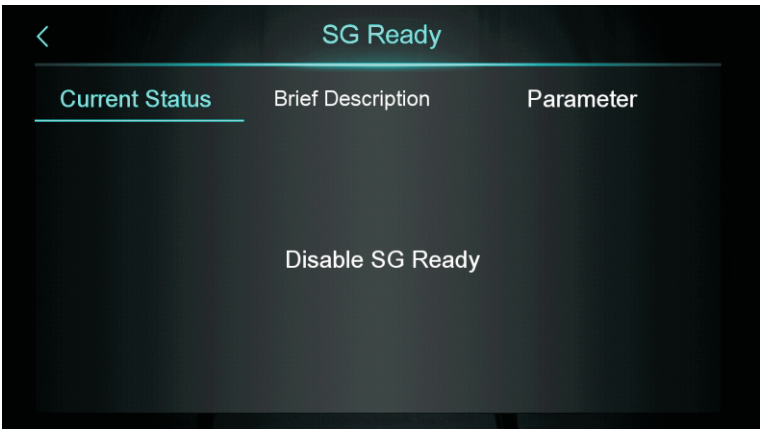 SG Ready
Current Status Brief Description Parameter
Disable SG Ready